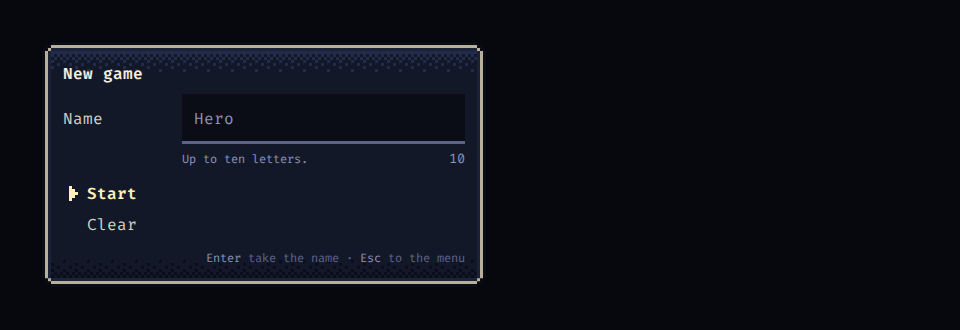 New game
Name
Hero
Up to ten letters. 10
Start
Clear
Enter take the name · Esc to the menu